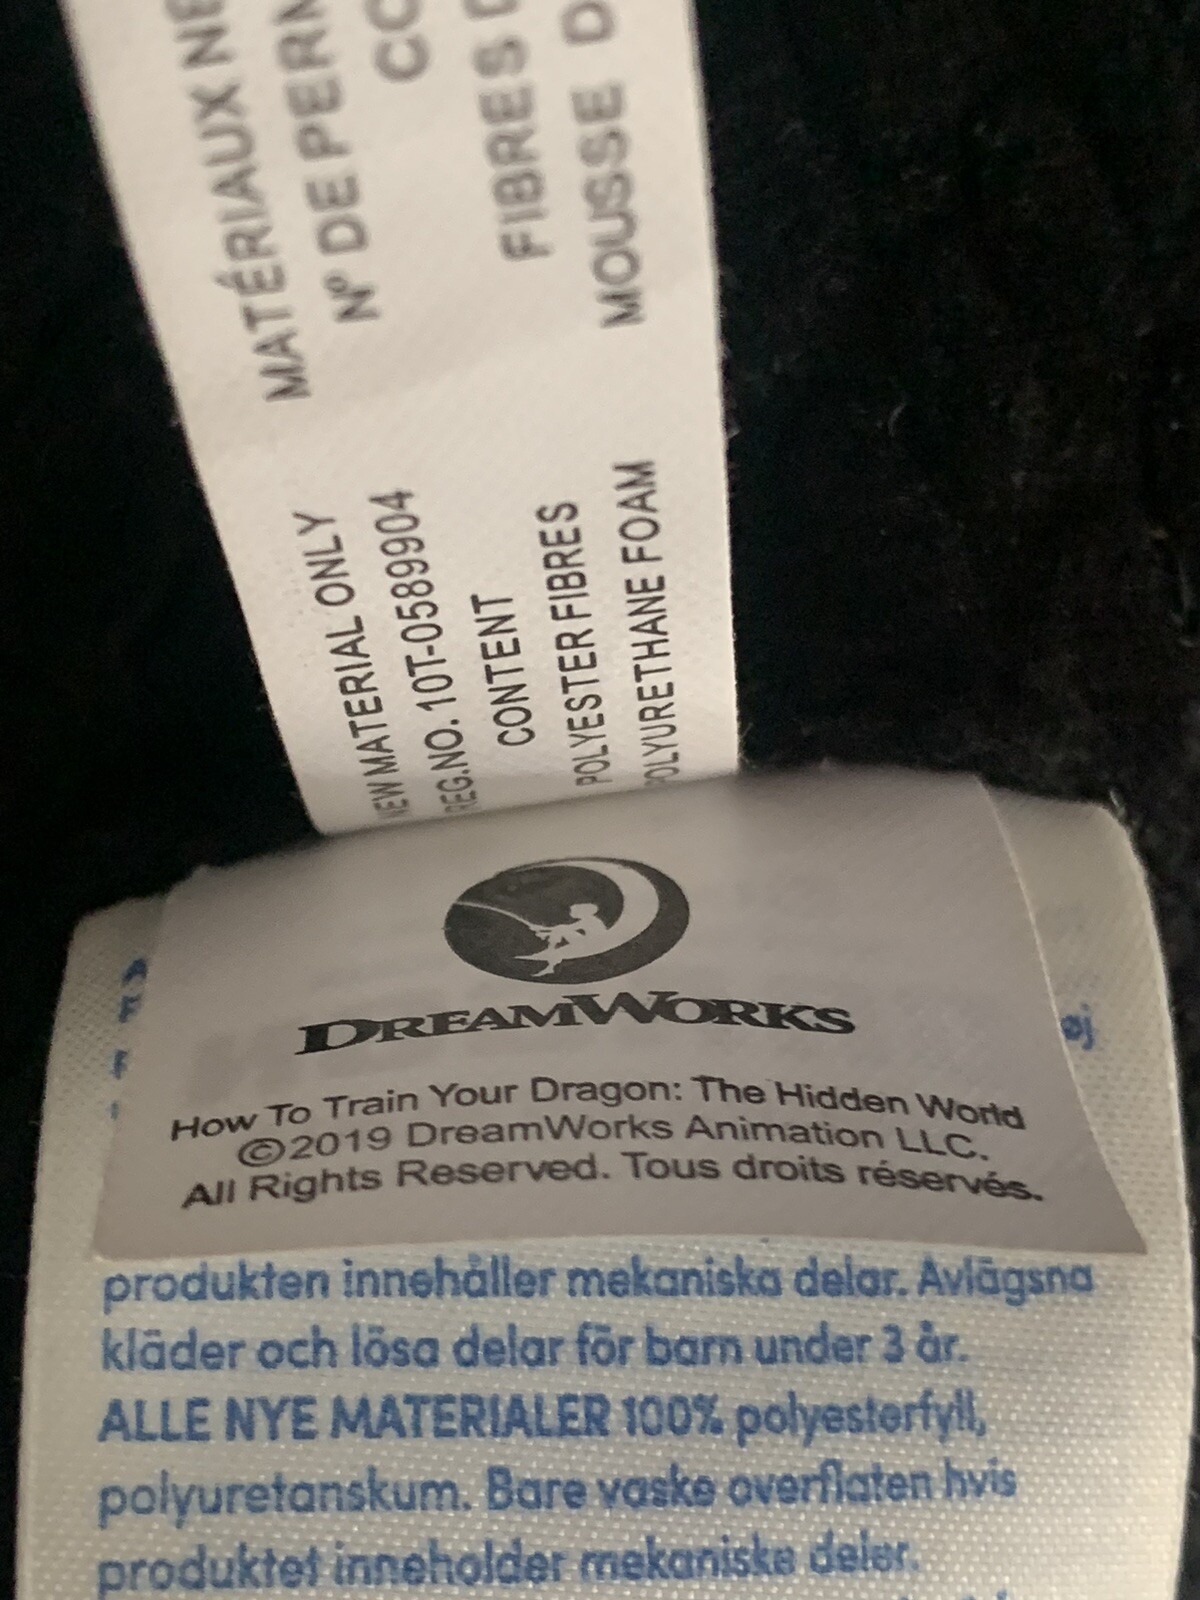 MATÉRIAUX
Nº DE
FIBRES
MOUSSE
NEW MATERIAL ONLY
REG.NO. 10T-0589904
CONTENT
POLYESTER FIBRES
POLYURETHANE FOAM
DREAMWORKS
How To Train Your Dragon: The Hidden World
©2019 DreamWorks Animation LLC.
All Rights Reserved. Tous droits réservés.
produkten innehåller mekaniska delar. Avlägsna
kläder och lösa delar för barn under 3 år.
ALLE NYE MATERIALER 100% polyesterfyll,
polyuretanskum. Bare vaske overflaten hvis
produktet inneholder mekaniske deler.